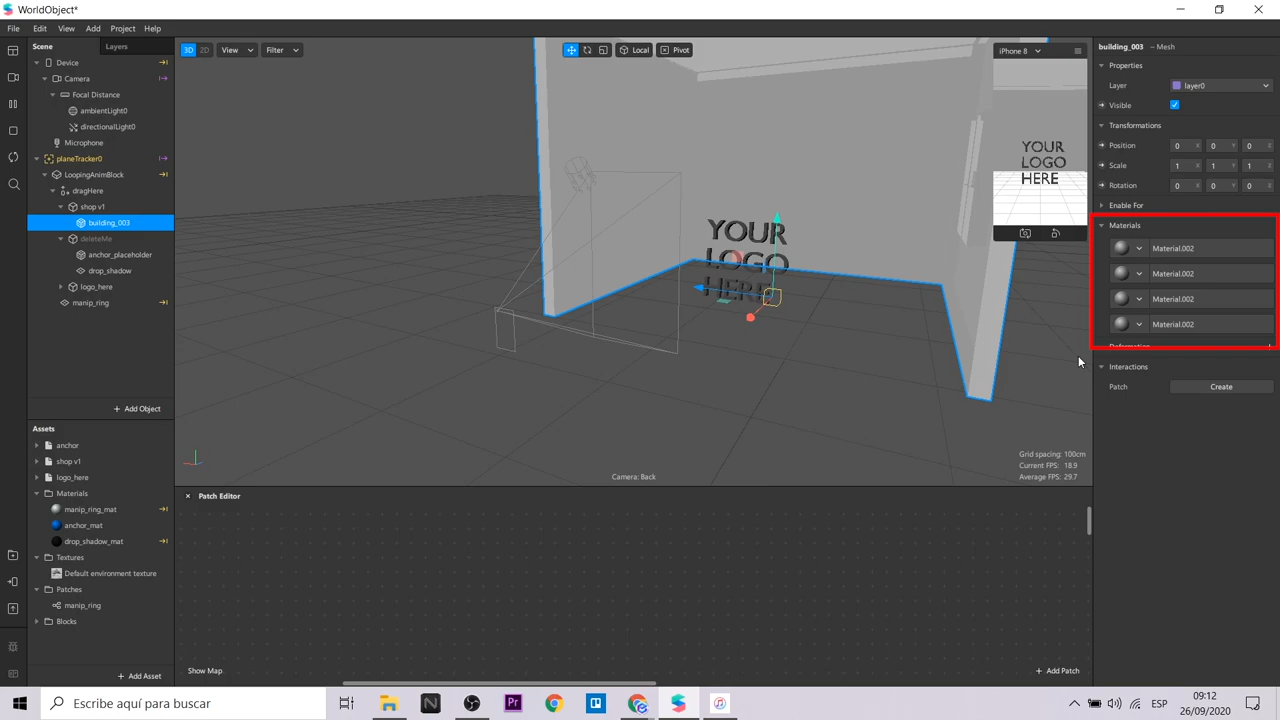 WorldObject*
File Edit View Add Project Help
Scene Layers
Device
Camera
Focal Distance
ambientLight0
directionalLight0
Microphone
planeTracker0
LoopingAnimBlock
dragHere
shop v1
building_003
deleteMe
anchor_placeholder
drop_shadow
logo_here
manip_ring
+ Add Object
Assets
anchor
shop v1
logo_here
Materials
manip_ring_mat
anchor_mat
drop_shadow_mat
Textures
Default environment texture
Patches
manip_ring
Blocks
+ Add Asset
3D 2D View Filter Local Pivot
YOUR
LOGO
HERE
iPhone 8
YOUR
LOGO
HERE
Camera: Back
Grid spacing: 100cm
Current FPS: 18.9
Average FPS: 29.7
Patch Editor
Show Map
+ Add Patch
building_003 – Mesh
Properties
Layer layer0
Visible
Transformations
Position 0 X 0 Y 0 Z
Scale 1 X 1 Y 1 Z
Rotation 0 X 0 Y 0 Z
Enable For
Materials
Material.002
Material.002
Material.002
Material.002
Deformation
Interactions
Patch Create
Escribe aquí para buscar
N
Pr
ESP
09:12
26/09/2020